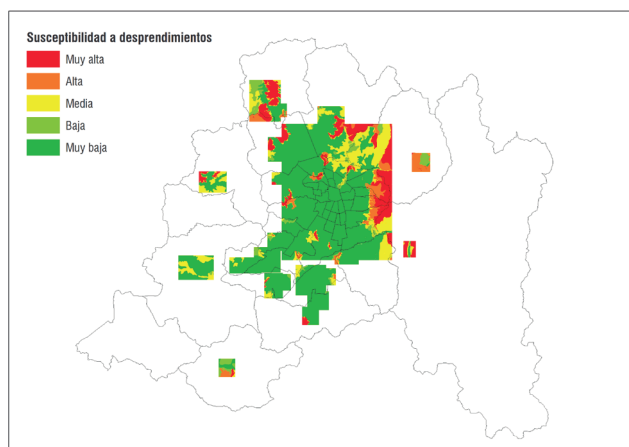 Susceptibilidad a desprendimientos
Muy alta
Alta
Media
Baja
Muy baja